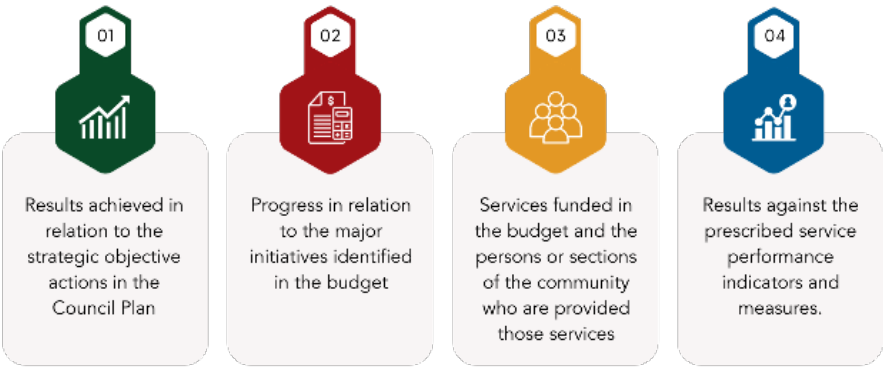 01
Results achieved in
relation to the
strategic objective
actions in the
Council Plan
02
$
Progress in relation
to the major
initiatives identified
in the budget
03
Services funded in
the budget and the
persons or sections
of the community
who are provided
those services
04
Results against the
prescribed service
performance
indicators and
measures.